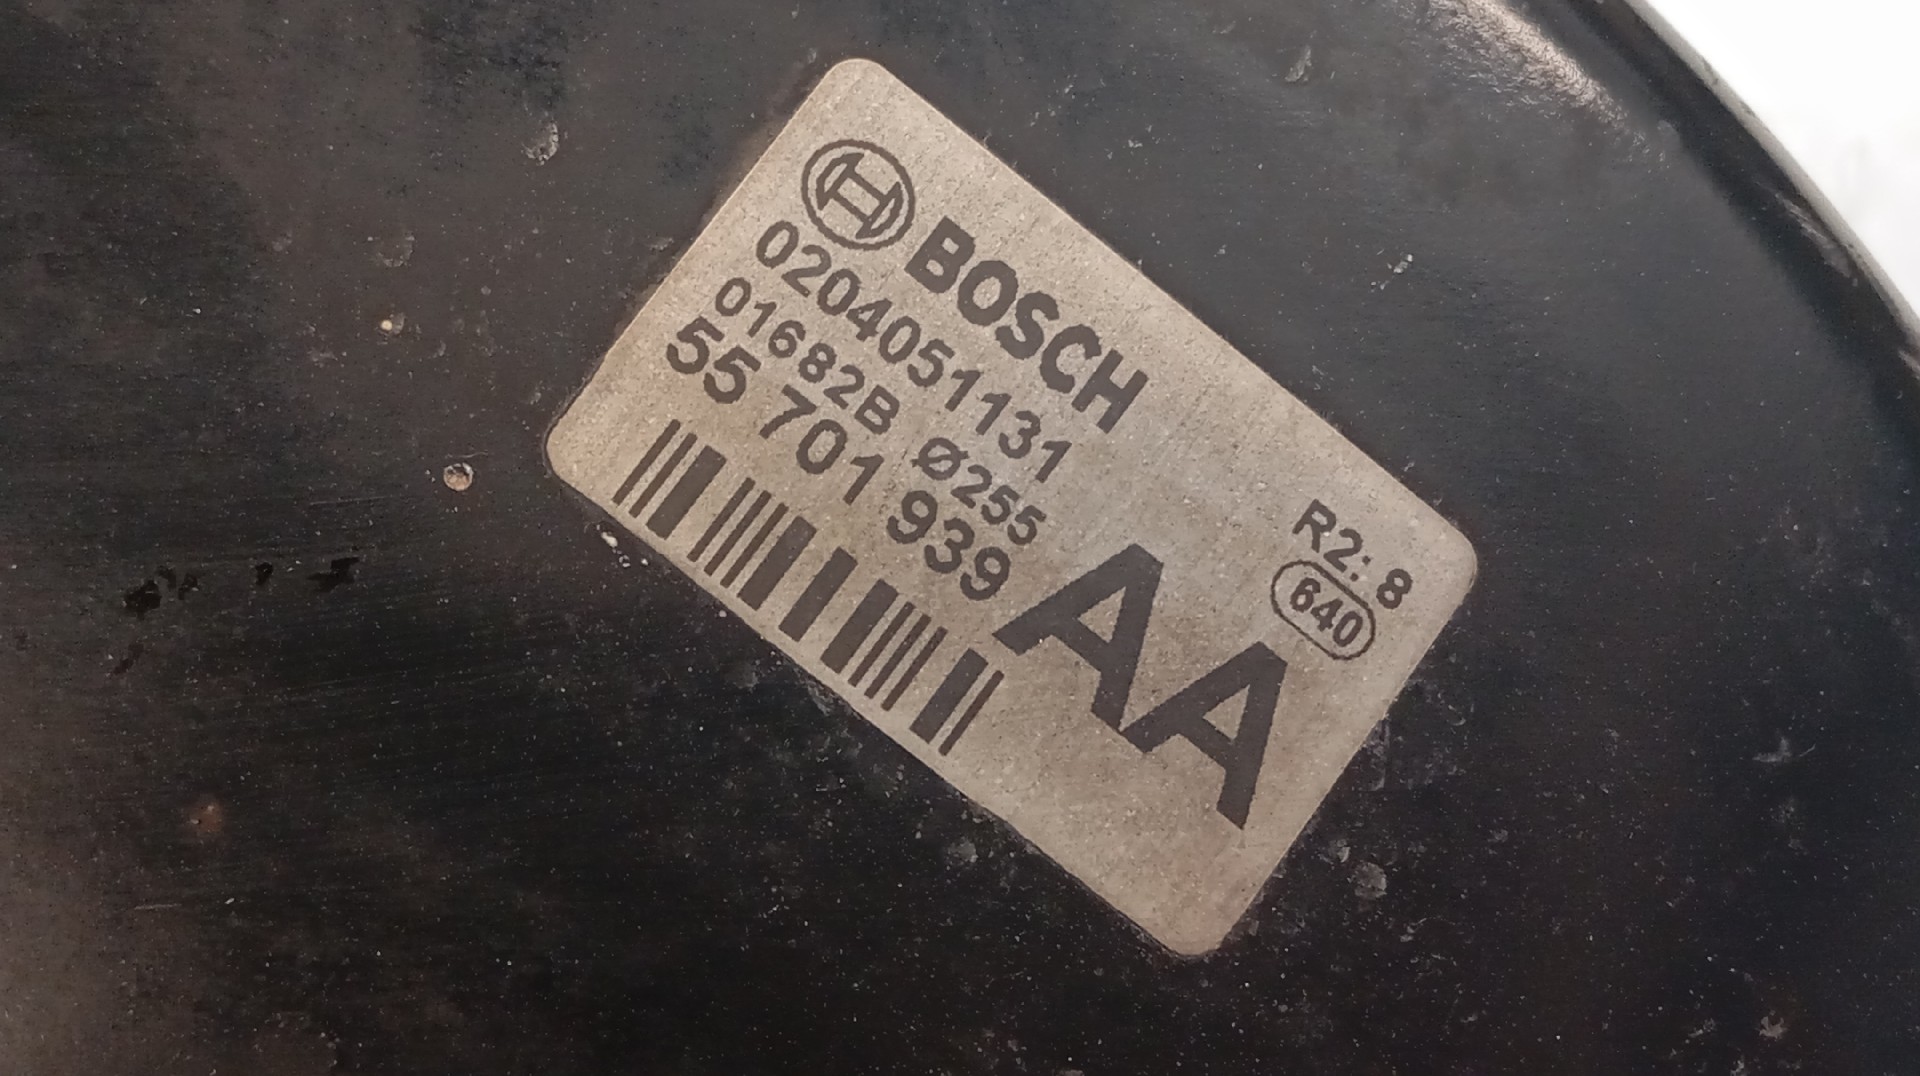 BOSCH
0204051131
01682B Ø255
55 701 939
AA
R2: 8
640